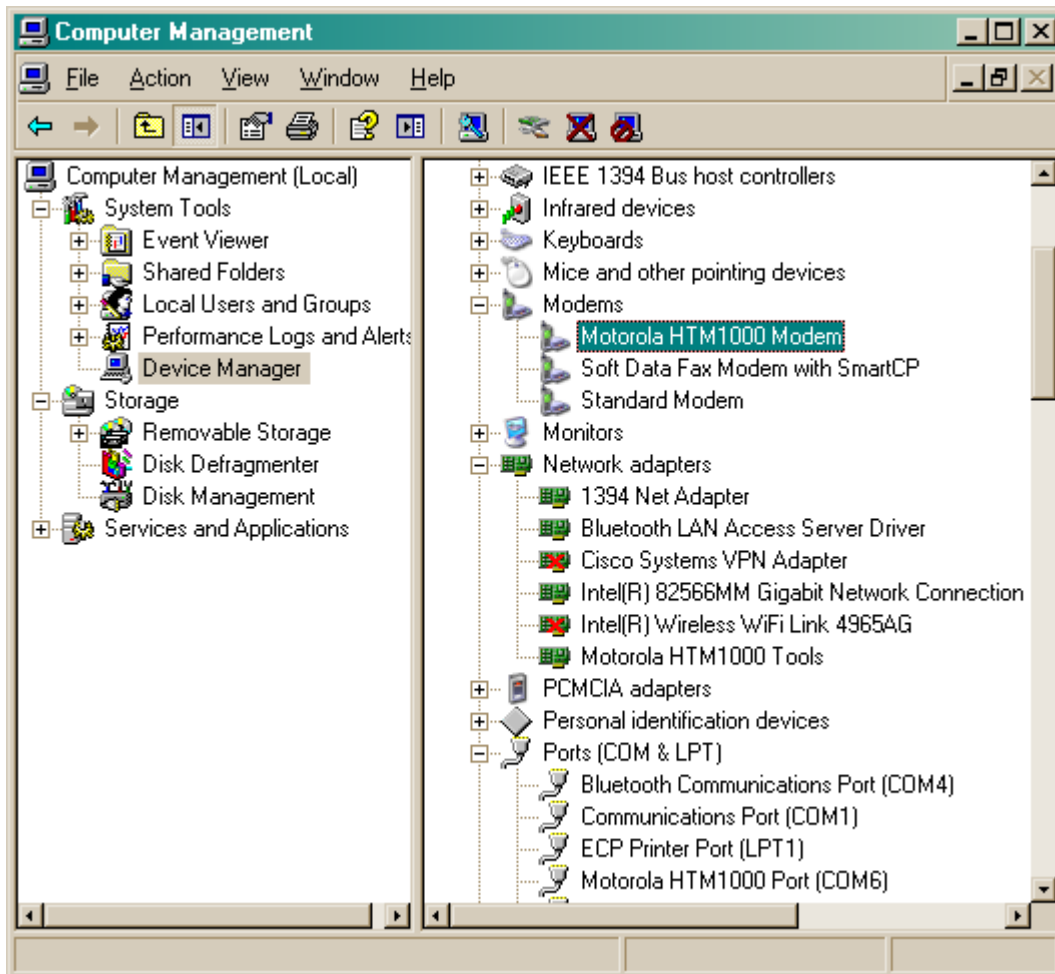 Computer Management
File Action View Window Help
Computer Management (Local)
System Tools
Event Viewer
Shared Folders
Local Users and Groups
Performance Logs and Alerts
Device Manager
Storage
Removable Storage
Disk Defragmenter
Disk Management
Services and Applications
IEEE 1394 Bus host controllers
Infrared devices
Keyboards
Mice and other pointing devices
Modems
Motorola HTM1000 Modem
Soft Data Fax Modem with SmartCP
Standard Modem
Monitors
Network adapters
1394 Net Adapter
Bluetooth LAN Access Server Driver
Cisco Systems VPN Adapter
Intel(R) 82566MM Gigabit Network Connection
Intel(R) Wireless WiFi Link 4965AG
Motorola HTM1000 Tools
PCMCIA adapters
Personal identification devices
Ports (COM & LPT)
Bluetooth Communications Port (COM4)
Communications Port (COM1)
ECP Printer Port (LPT1)
Motorola HTM1000 Port (COM6)